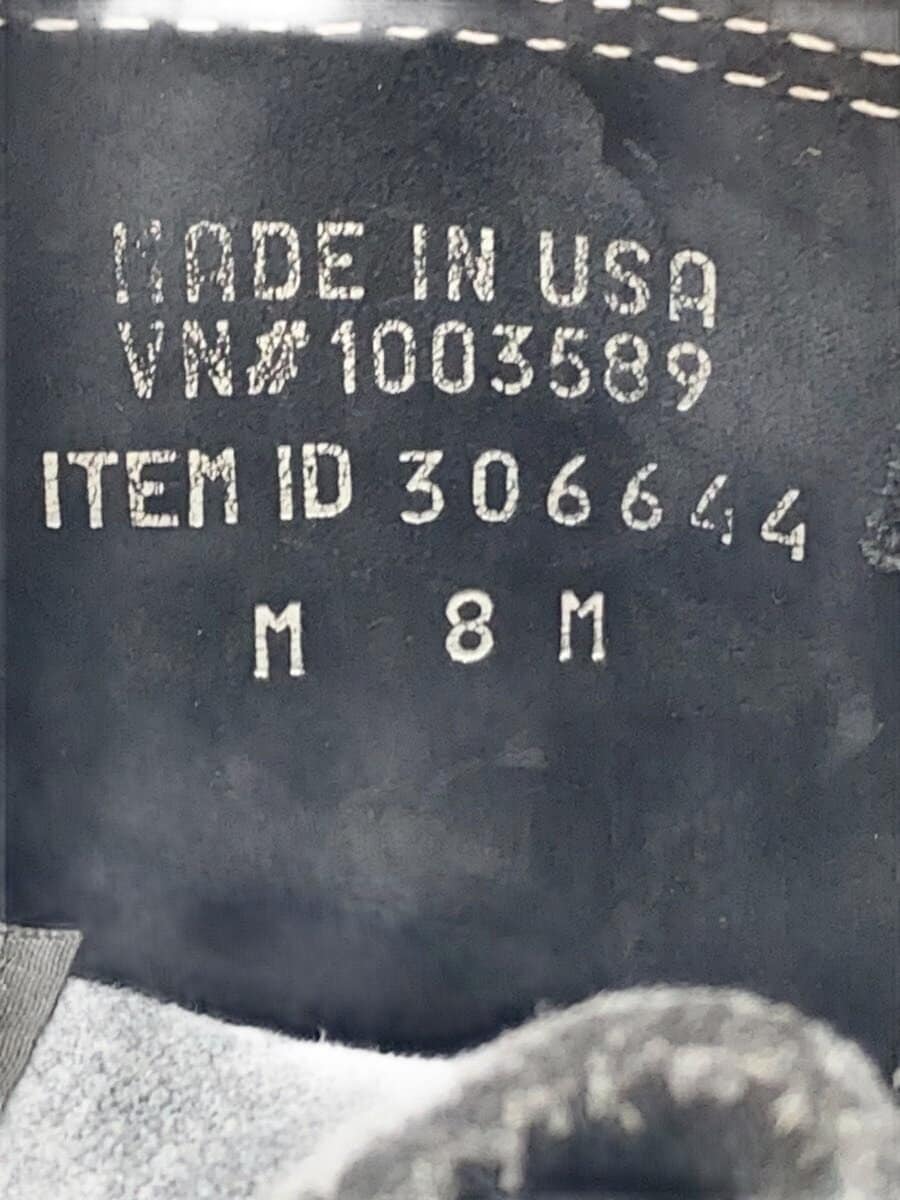 MADE IN USA
VN#1003589
ITEM ID 306644
M 8 M